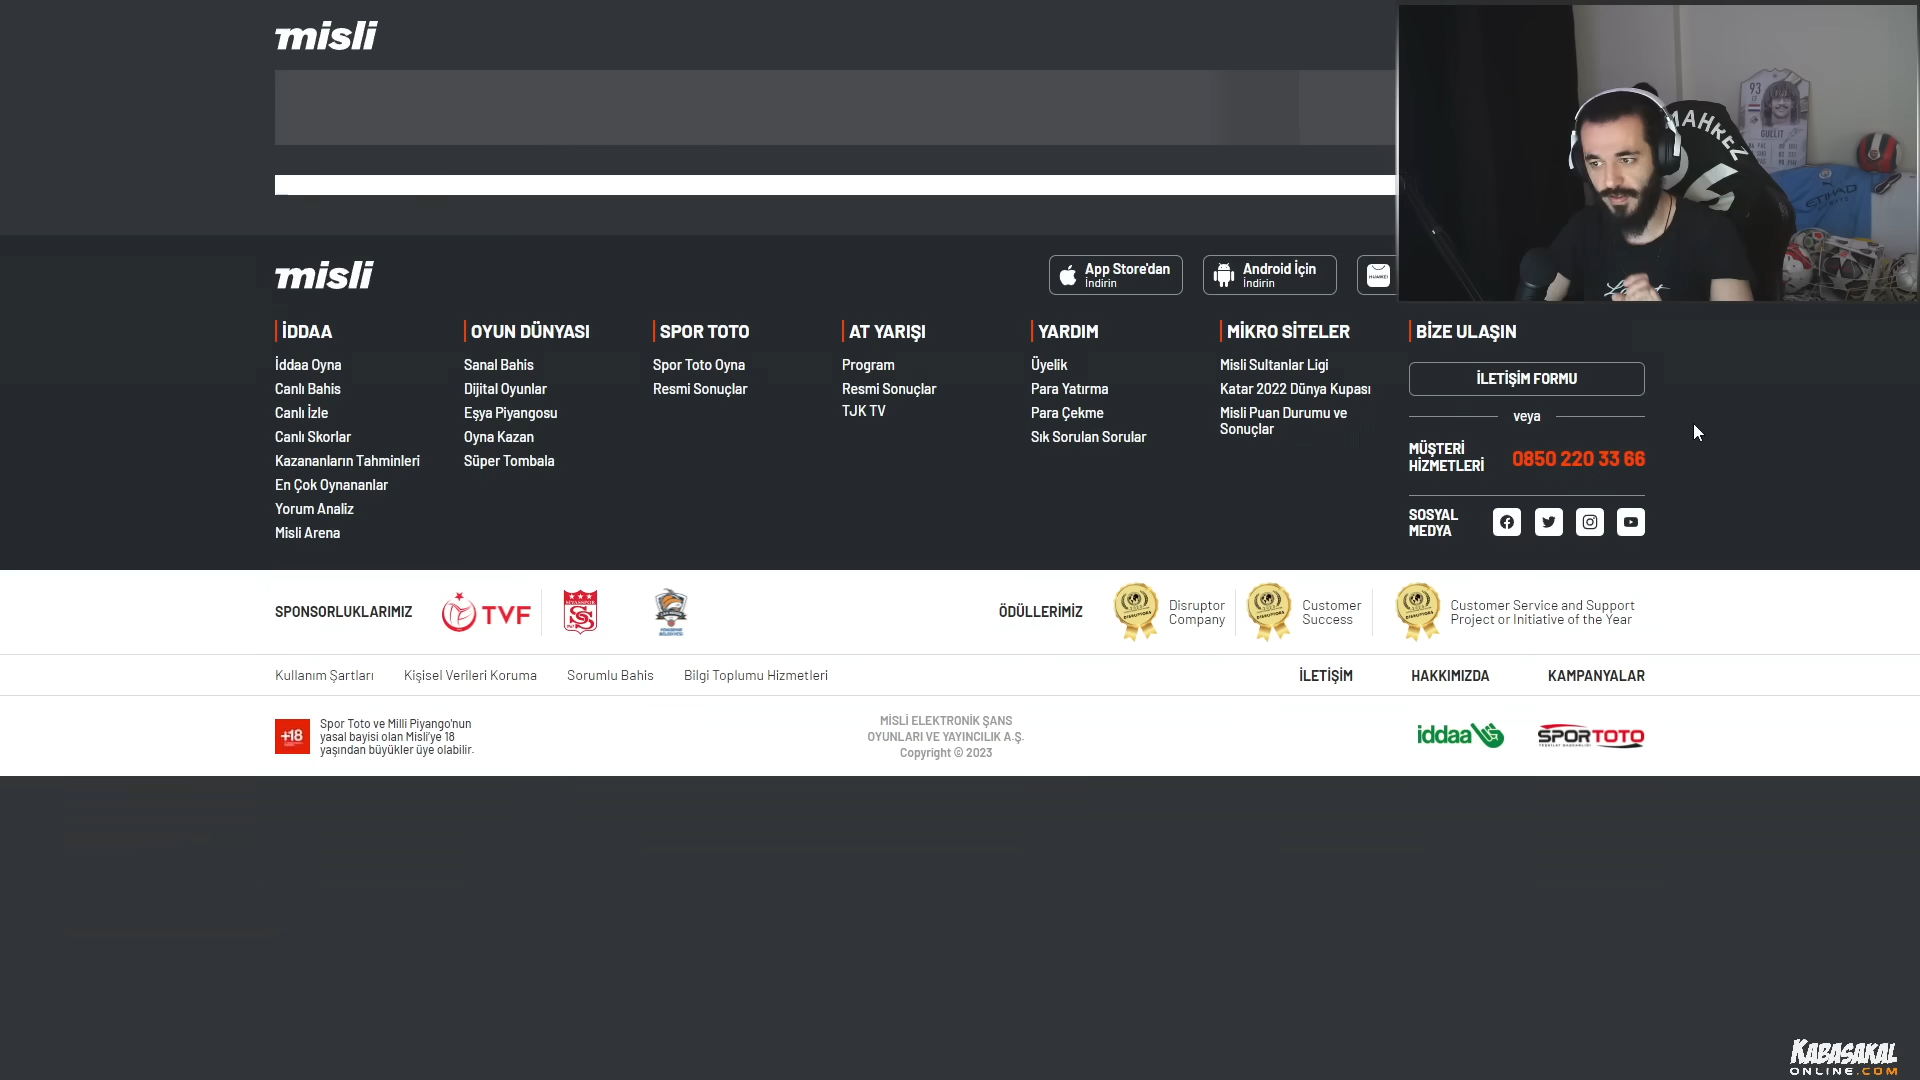 misli
93
GULLIT
MAHREZ
ETIHAD
misli
App Store'dan
İndirin
Android İçin
İndirin
HUAWEI
İDDAA
İddaa Oyna
Canlı Bahis
Canlı İzle
Canlı Skorlar
Kazananların Tahminleri
En Çok Oynananlar
Yorum Analiz
Misli Arena
OYUN DÜNYASI
Sanal Bahis
Dijital Oyunlar
Eşya Piyangosu
Oyna Kazan
Süper Tombala
SPOR TOTO
Spor Toto Oyna
Resmi Sonuçlar
AT YARIŞI
Program
Resmi Sonuçlar
TJK TV
YARDIM
Üyelik
Para Yatırma
Para Çekme
Sık Sorulan Sorular
MİKRO SİTELER
Misli Sultanlar Ligi
Katar 2022 Dünya Kupası
Misli Puan Durumu ve
Sonuçlar
BİZE ULAŞIN
İLETİŞİM FORMU
veya
MÜŞTERİ
HİZMETLERİ
0850 220 33 66
SOSYAL
MEDYA
SPONSORLUKLARIMIZ
TVF
ÖDÜLLERİMİZ
Disruptor
Company
Customer
Success
Customer Service and Support
Project or Initiative of the Year
Kullanım Şartları
Kişisel Verileri Koruma
Sorumlu Bahis
Bilgi Toplumu Hizmetleri
İLETİŞİM
HAKKIMIZDA
KAMPANYALAR
+18
Spor Toto ve Milli Piyango'nun
yasal bayisi olan Misli'ye 18
yaşından büyükler üye olabilir.
MİSLİ ELEKTRONİK ŞANS
OYUNLARI VE YAYINCILIK A.Ş.
Copyright © 2023
iddaa
SPORTOTO
KABASAKAL
ONLINE.COM